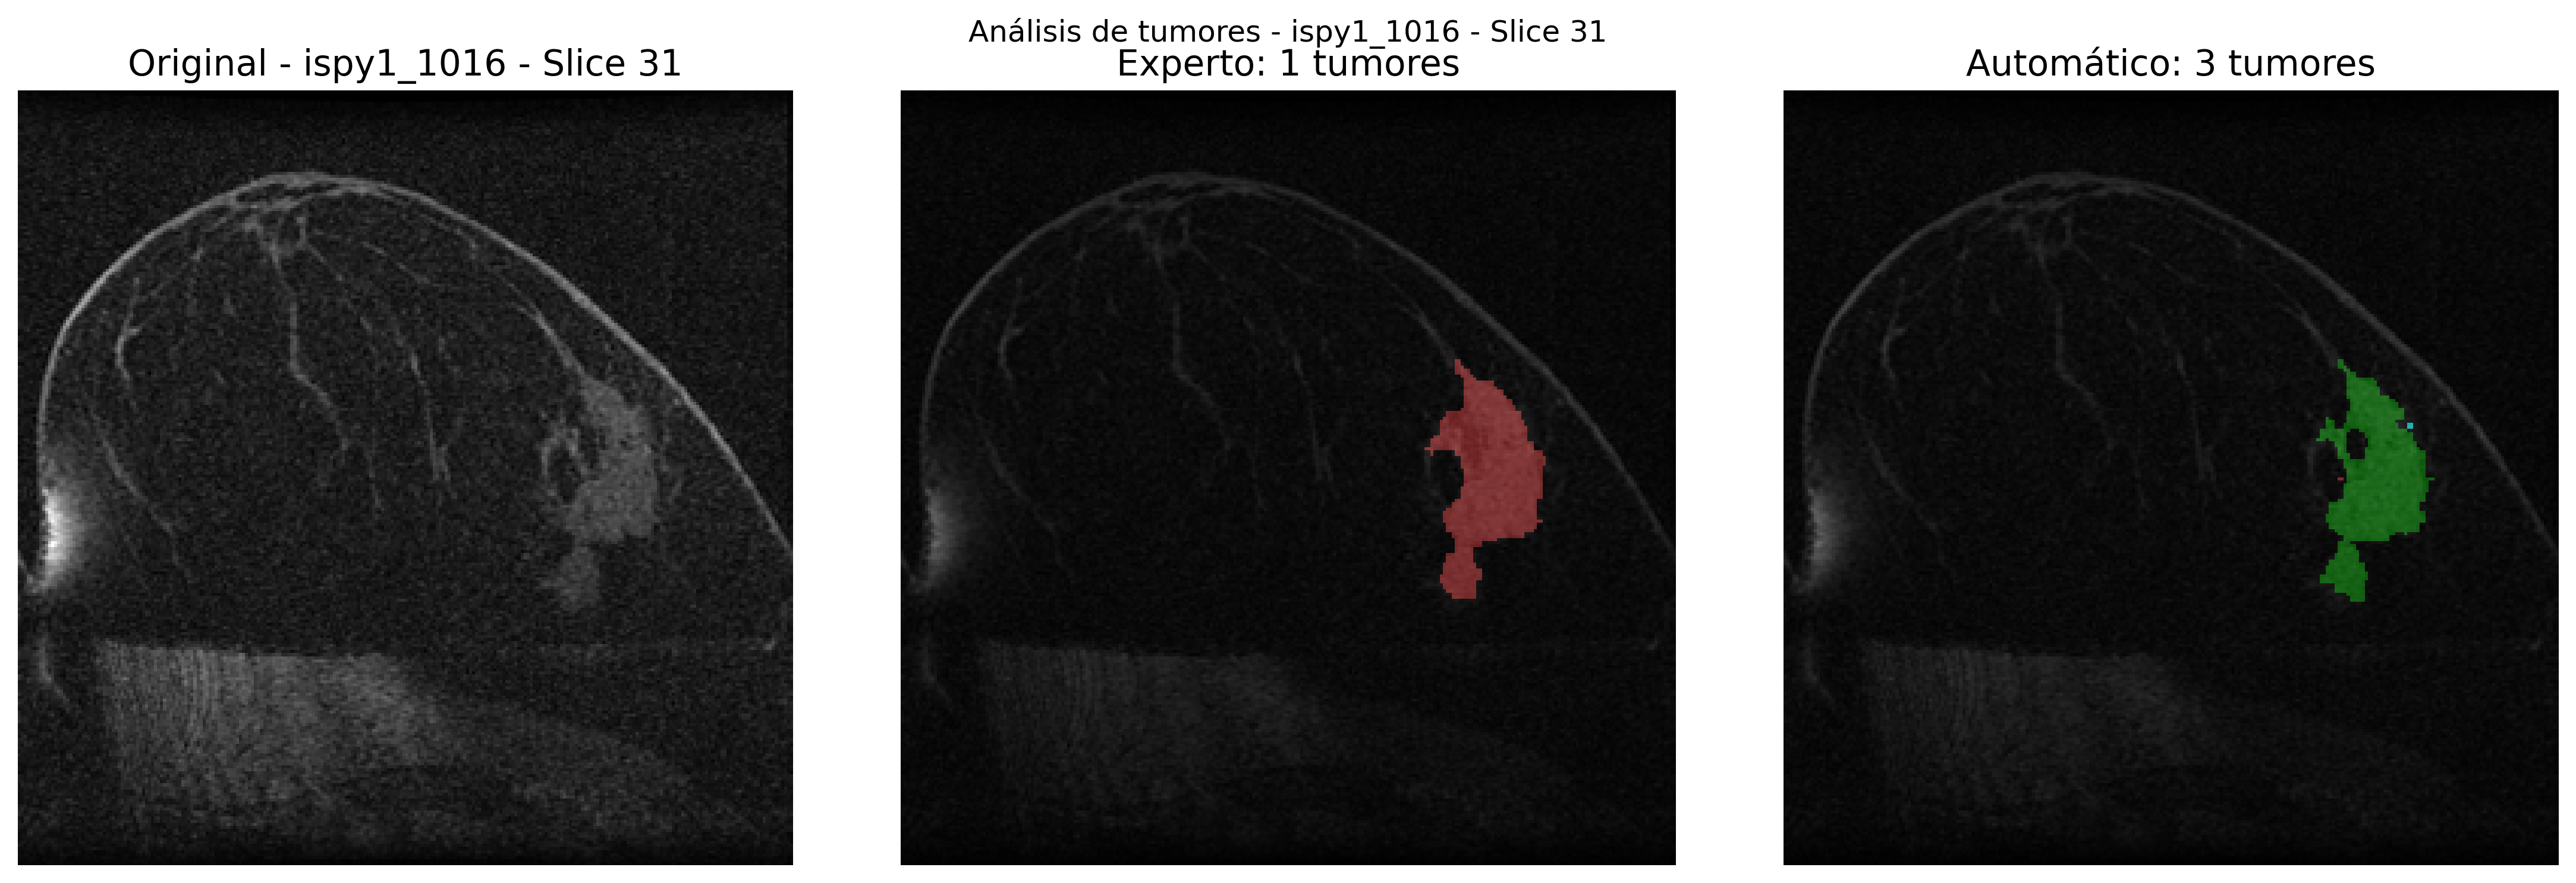 Análisis de tumores - ispy1_1016 - Slice 31
Original - ispy1_1016 - Slice 31
Experto: 1 tumores
Automático: 3 tumores